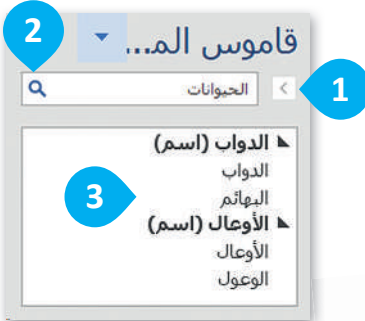 2
قاموس الم...
الحيوانات
1
الدواب (اسم)
الدواب
البهائم
3
الأوعال (اسم)
الأوعال
الوعول